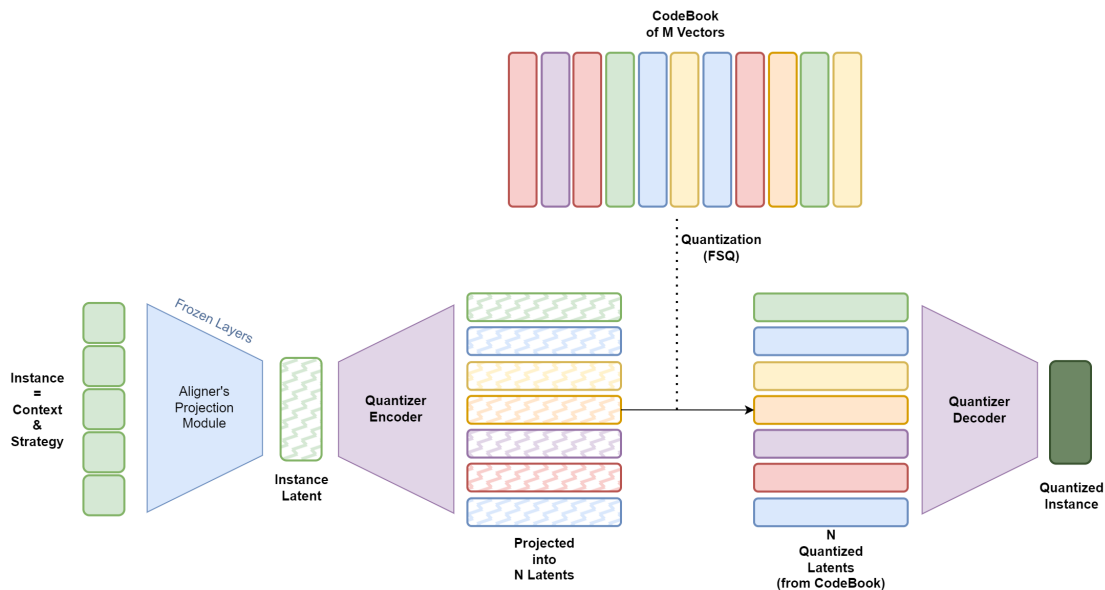 CodeBook
of M Vectors
Quantization
(FSQ)
Frozen Layers
Instance
=
Context
&
Strategy
Aligner's
Projection
Module
Instance
Latent
Quantizer
Encoder
Projected
into
N Latents
N
Quantized
Latents
(from CodeBook)
Quantizer
Decoder
Quantized
Instance